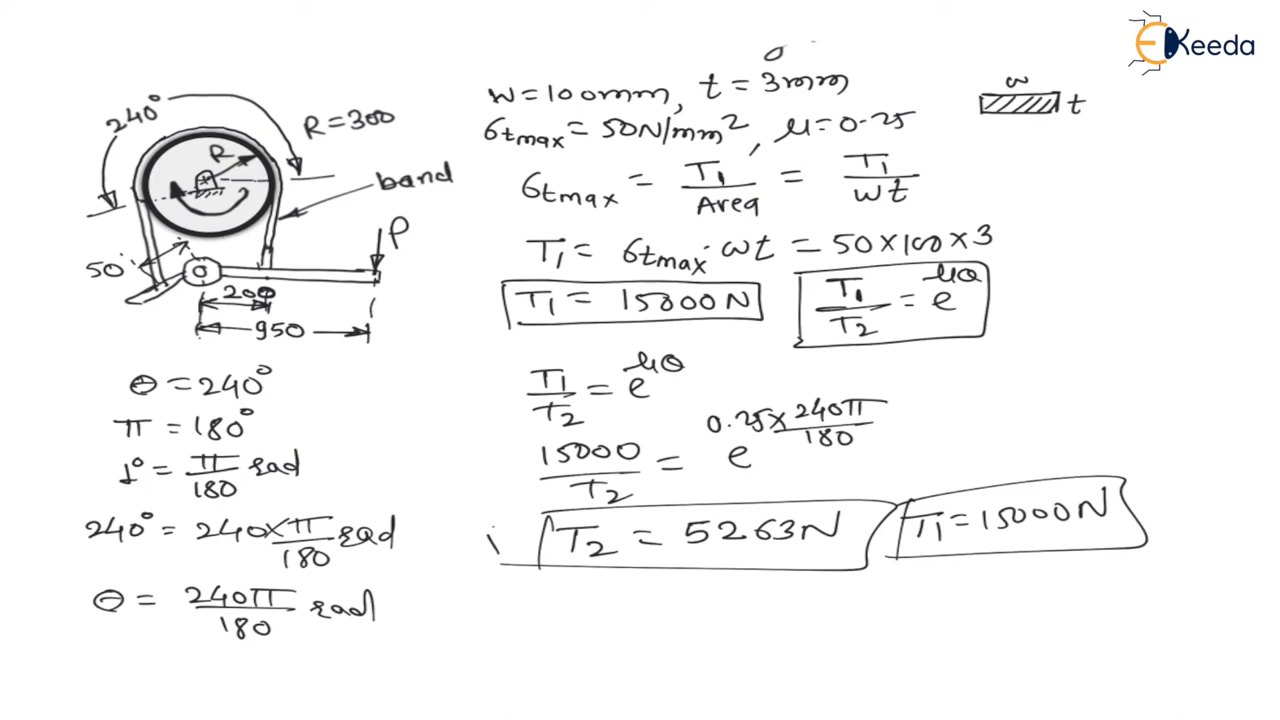 Keeda
240°
R=300
R
band
P
50
200
950
θ = 240°
π = 180°
1° = π/180 rad
240° = 240×π/180 rad
θ = 240π/180 rad
W=100mm, t = 3mm
w
t
σtmax = 50N/mm², μ=0.25
σtmax = T1/Area = T1/wt
T1 = σtmax · wt = 50×100×3
T1 = 15000N
T1/T2 = e^μθ
T1/T2 = e^μθ
15000/T2 = e^0.25×240π/180
T2 = 5263N
T1=15000N